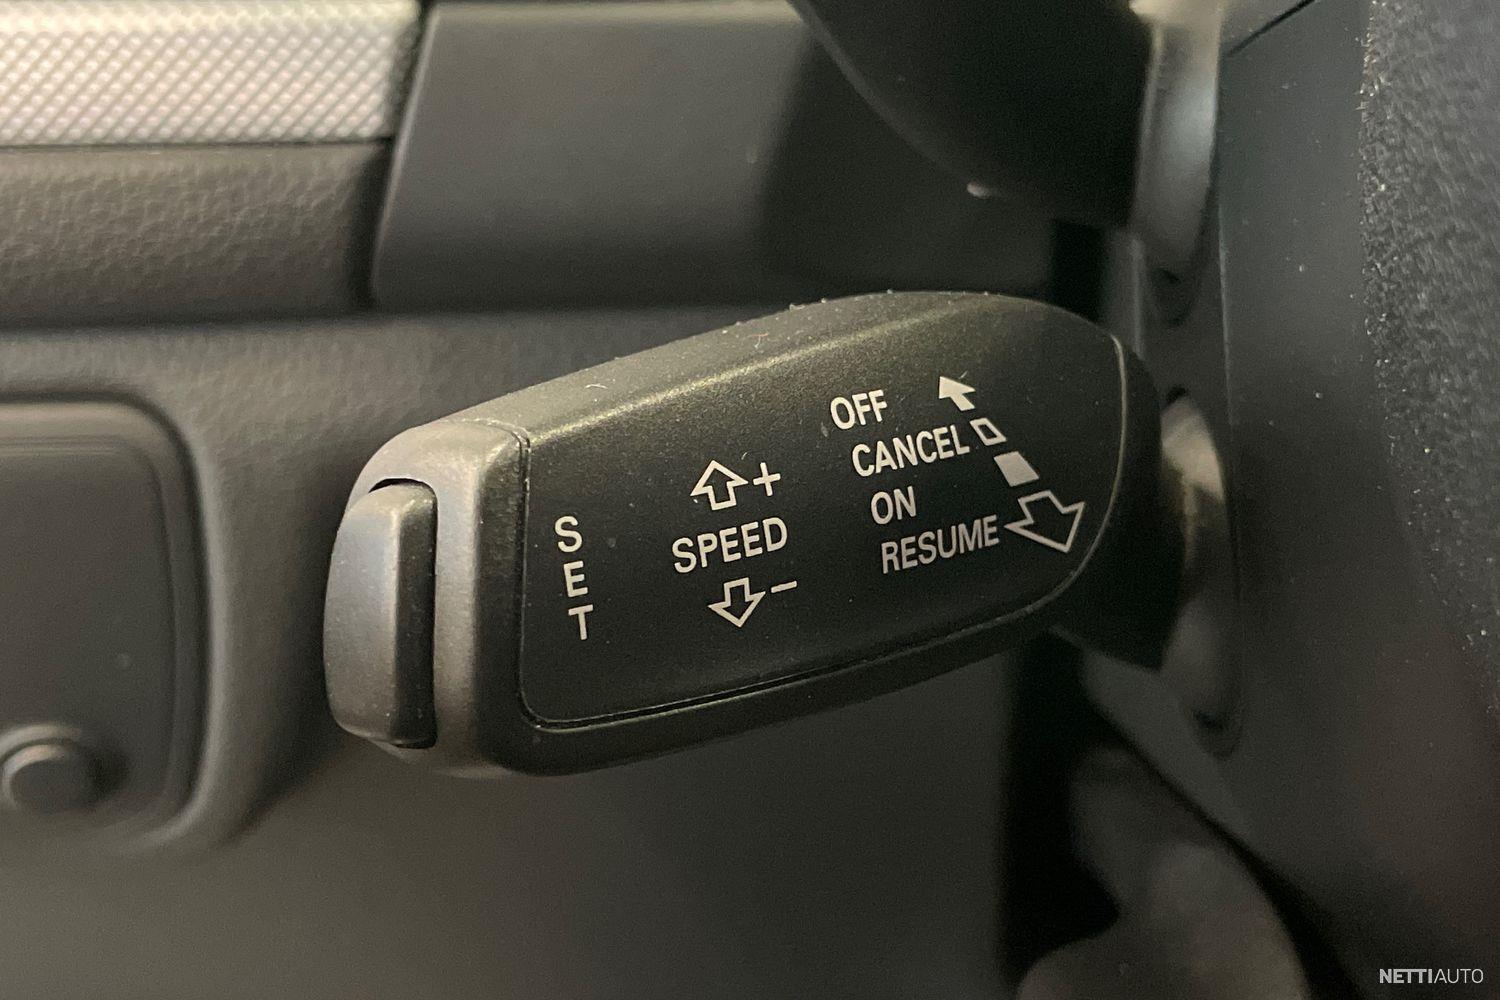 SET
+
SPEED
−
OFF
CANCEL
ON
RESUME
NETTIAUTO